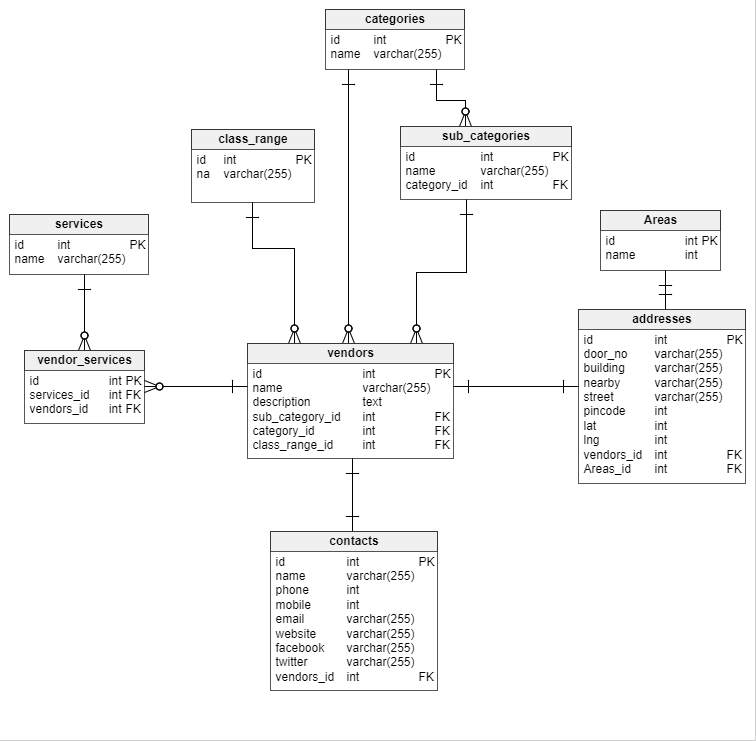 categories
id int PK
name varchar(255)
class_range
id int PK
na varchar(255)
sub_categories
id int PK
name varchar(255)
category_id int FK
services
id int PK
name varchar(255)
Areas
id int PK
name int
vendor_services
id int PK
services_id int FK
vendors_id int FK
vendors
id int PK
name varchar(255)
description text
sub_category_id int FK
category_id int FK
class_range_id int FK
addresses
id int PK
door_no varchar(255)
building varchar(255)
nearby varchar(255)
street varchar(255)
pincode int
lat int
lng int
vendors_id int FK
Areas_id int FK
contacts
id int PK
name varchar(255)
phone int
mobile int
email varchar(255)
website varchar(255)
facebook varchar(255)
twitter varchar(255)
vendors_id int FK